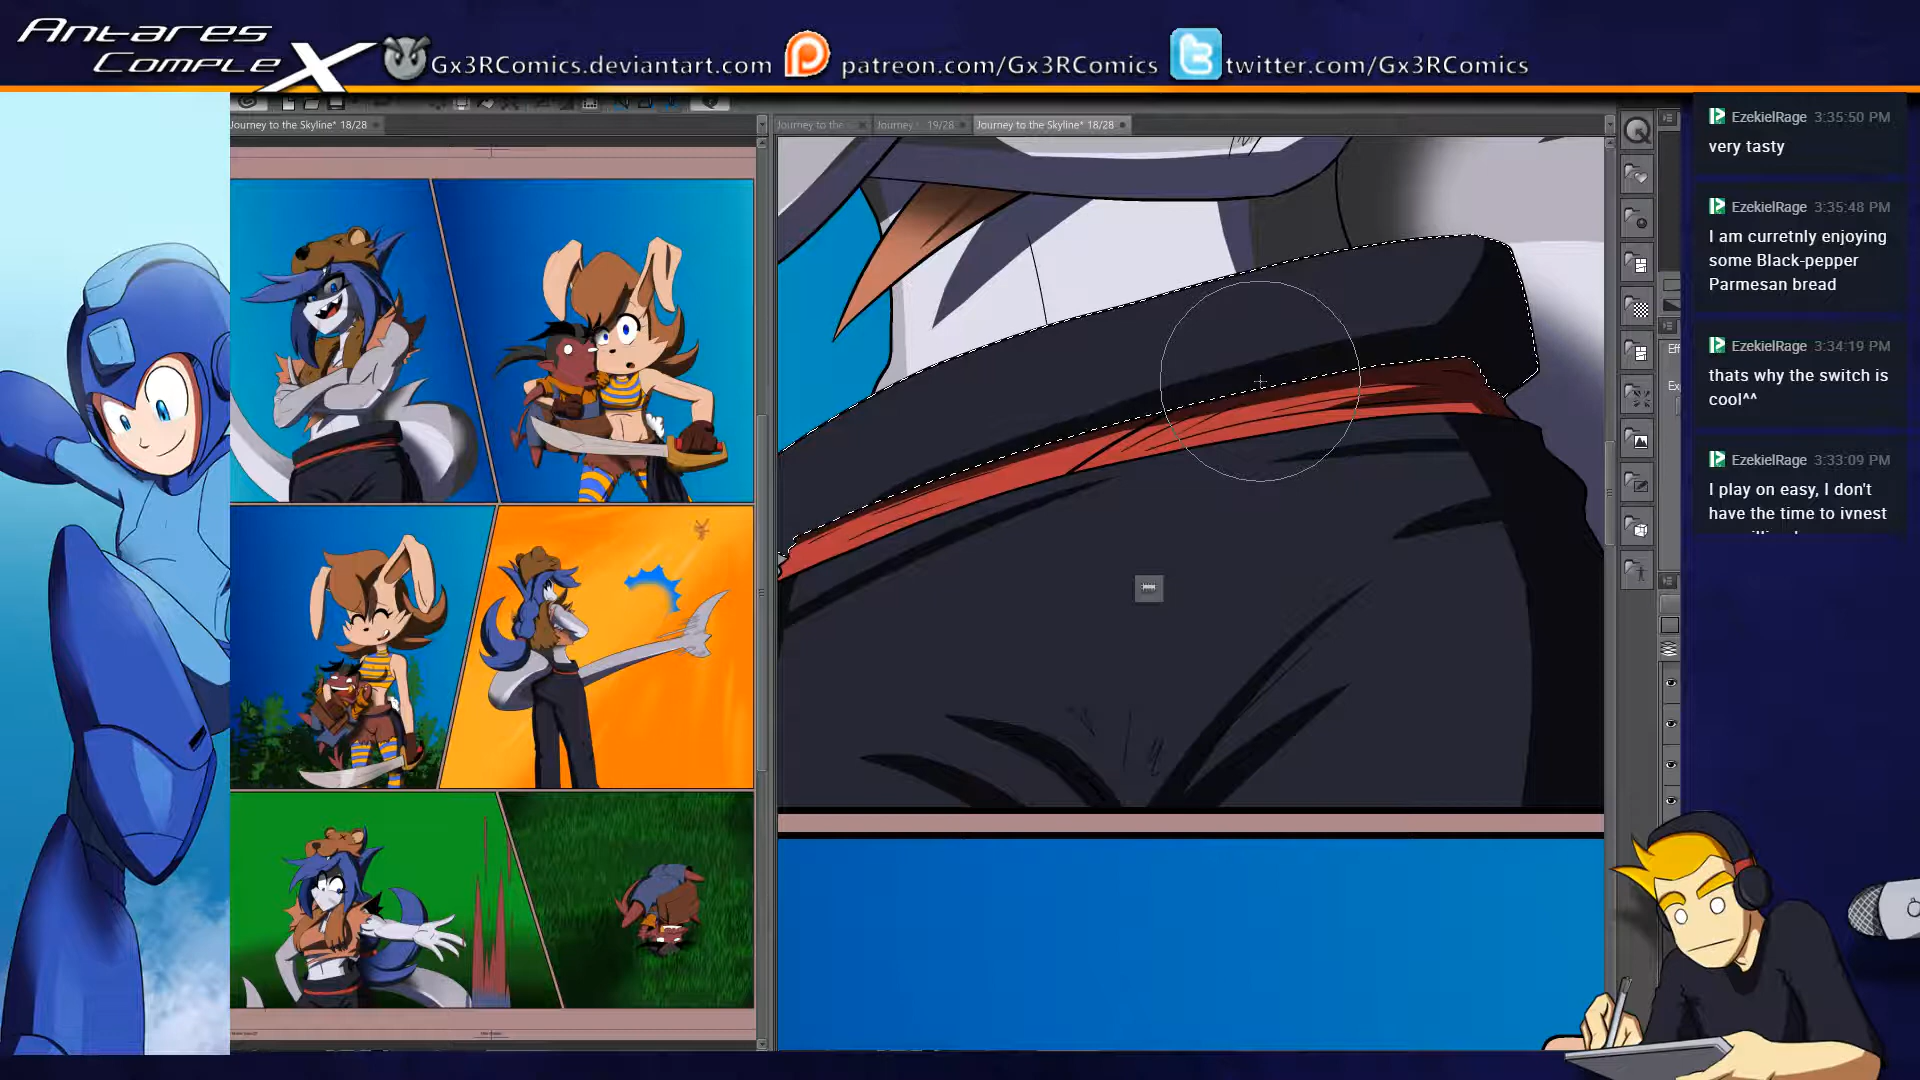 Antares
Complex
Gx3RComics.deviantart.com
patreon.com/Gx3RComics
twitter.com/Gx3RComics
Journey to the Skyline* 18/28
Journey to the
Journey
19/28
Journey to the Skyline* 18/28
EzekielRage 3:35:50 PM
very tasty
EzekielRage 3:35:48 PM
I am curretnly enjoying
some Black-pepper
Parmesan bread
EzekielRage 3:34:19 PM
thats why the switch is
cool^^
EzekielRage 3:33:09 PM
I play on easy, I don't
have the time to ivnest